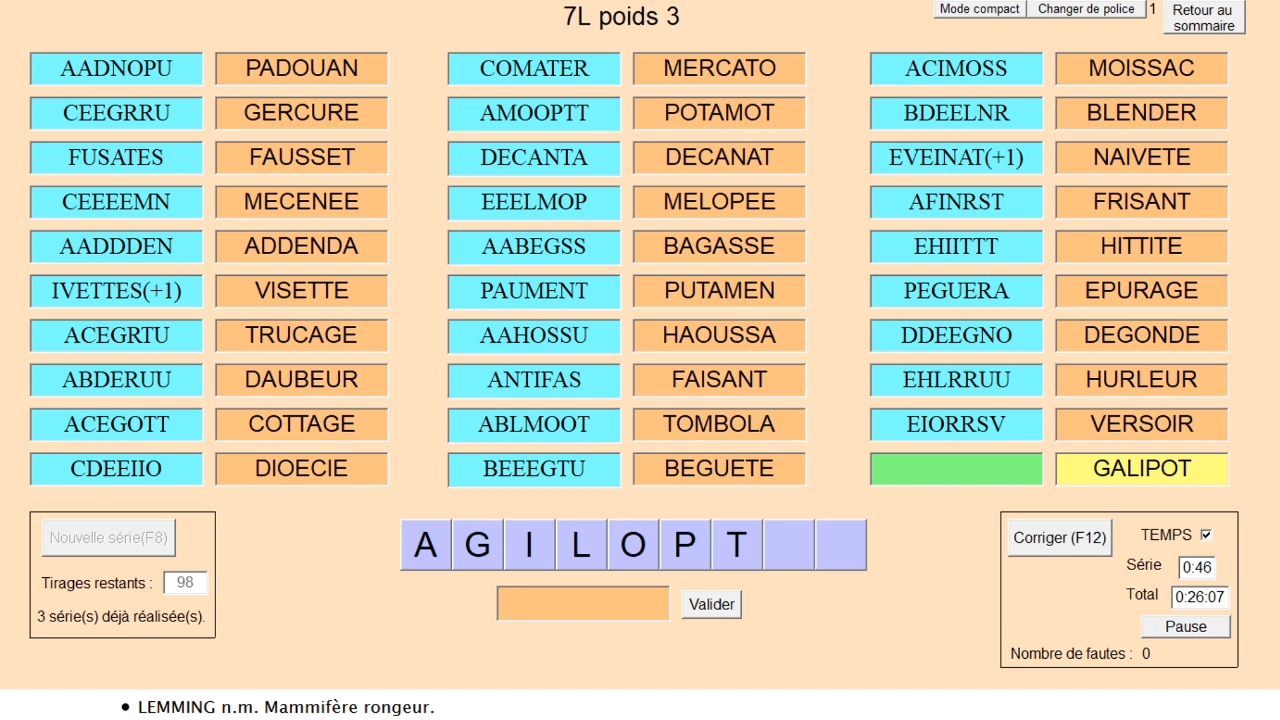 7L poids 3
Mode compact Changer de police 1 Retour au sommaire
AADNOPU PADOUAN COMATER MERCATO ACIMOSS MOISSAC
CEEGRRU GERCURE AMOOPTT POTAMOT BDEELNR BLENDER
FUSATES FAUSSET DECANTA DECANAT EVEINAT(+1) NAIVETE
CEEEEMN MECENEE EEELMOP MELOPEE AFINRST FRISANT
AADDDEN ADDENDA AABEGSS BAGASSE EHIITTT HITTITE
IVETTES(+1) VISETTE PAUMENT PUTAMEN PEGUERA EPURAGE
ACEGRTU TRUCAGE AAHOSSU HAOUSSA DDEEGNO DEGONDE
ABDERUU DAUBEUR ANTIFAS FAISANT EHLRRUU HURLEUR
ACEGOTT COTTAGE ABLMOOT TOMBOLA EIORRSV VERSOIR
CDEEIIO DIOECIE BEEEGTU BEGUETE GALIPOT
Nouvelle série(F8)
Tirages restants : 98
3 série(s) déjà réalisée(s).
A G I L O P T
Valider
Corriger (F12) TEMPS
Série 0:46
Total 0:26:07
Pause
Nombre de fautes : 0
• LEMMING n.m. Mammifère rongeur.